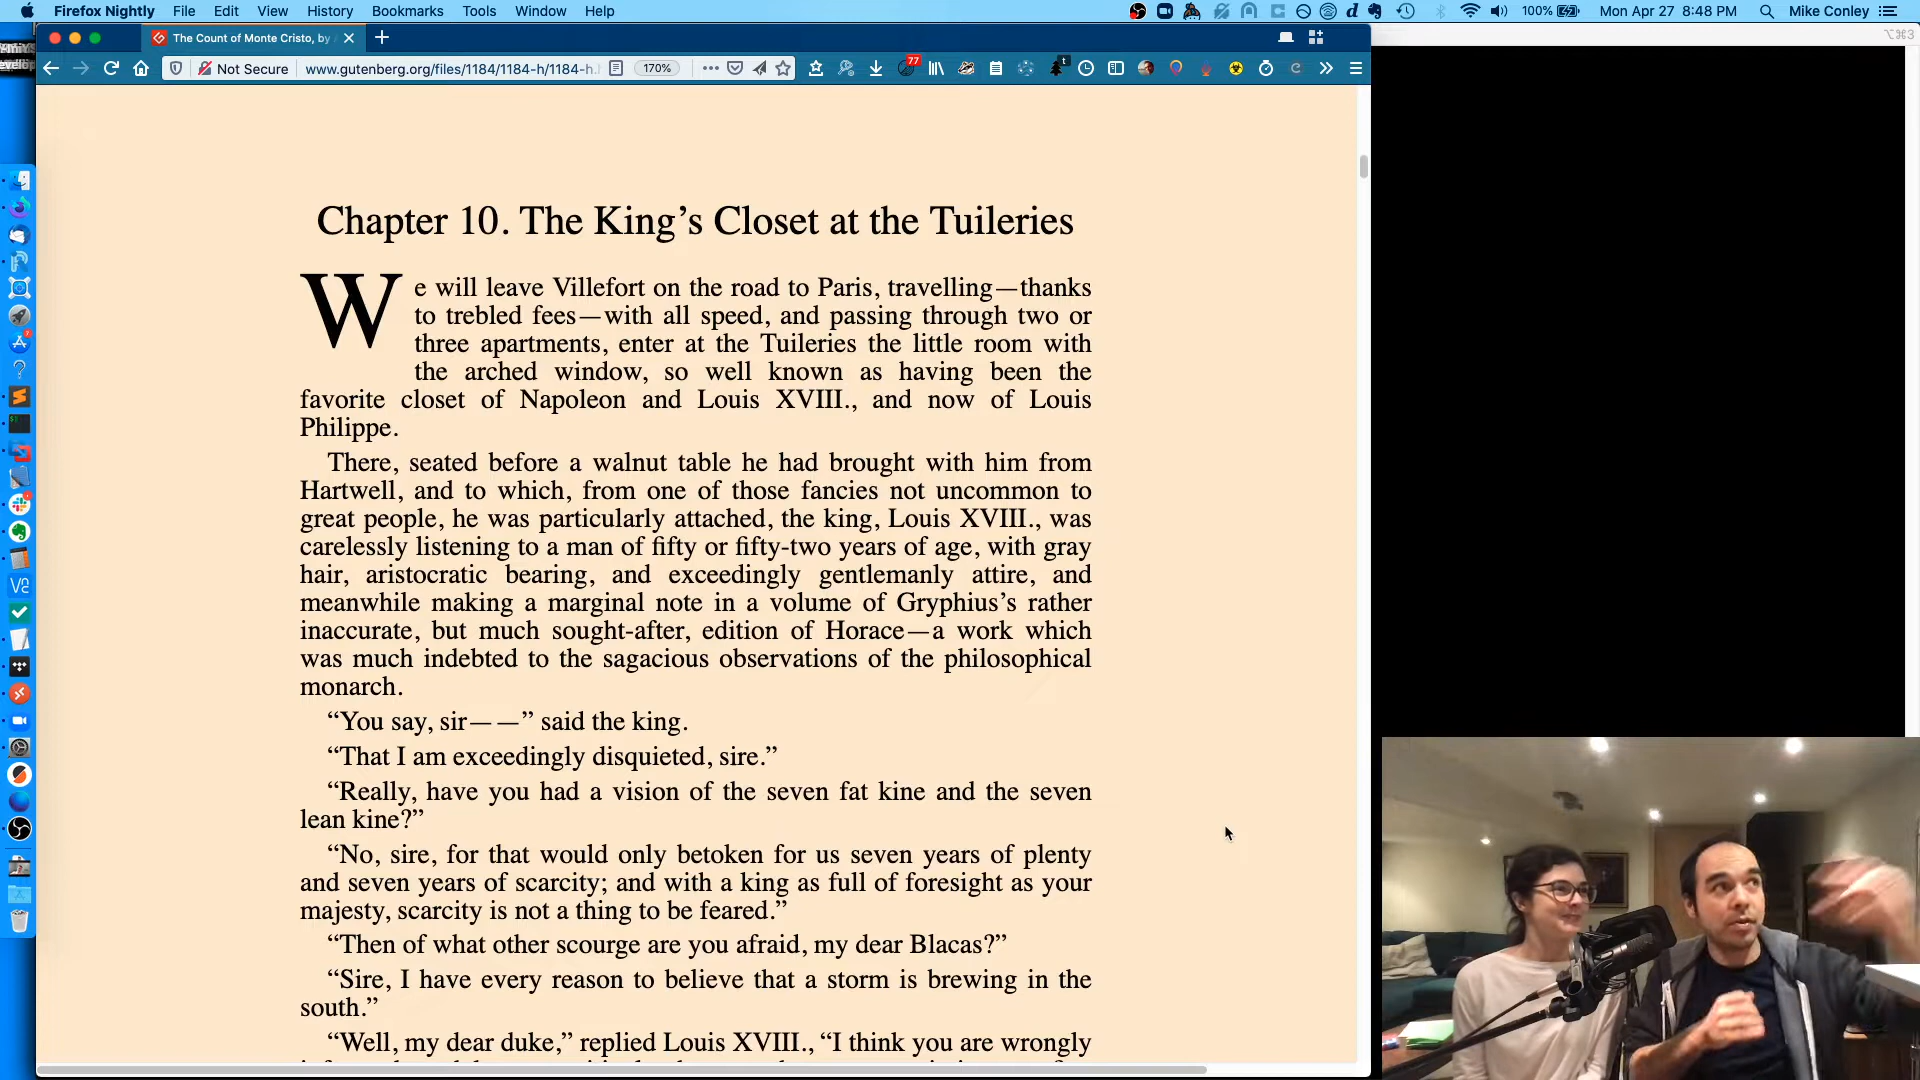 Firefox Nightly File Edit View History Bookmarks Tools Window Help 100% Mon Apr 27 8:48 PM Mike Conley
The Count of Monte Cristo, by
⌥⌘3
Not Secure www.gutenberg.org/files/1184/1184-h/1184-h. 170% 77
Chapter 10. The King’s Closet at the Tuileries
We will leave Villefort on the road to Paris, travelling—thanks
to trebled fees—with all speed, and passing through two or
three apartments, enter at the Tuileries the little room with
the arched window, so well known as having been the
favorite closet of Napoleon and Louis XVIII., and now of Louis
Philippe.
There, seated before a walnut table he had brought with him from
Hartwell, and to which, from one of those fancies not uncommon to
great people, he was particularly attached, the king, Louis XVIII., was
carelessly listening to a man of fifty or fifty-two years of age, with gray
hair, aristocratic bearing, and exceedingly gentlemanly attire, and
meanwhile making a marginal note in a volume of Gryphius’s rather
inaccurate, but much sought-after, edition of Horace—a work which
was much indebted to the sagacious observations of the philosophical
monarch.
“You say, sir— —” said the king.
“That I am exceedingly disquieted, sire.”
“Really, have you had a vision of the seven fat kine and the seven
lean kine?”
“No, sire, for that would only betoken for us seven years of plenty
and seven years of scarcity; and with a king as full of foresight as your
majesty, scarcity is not a thing to be feared.”
“Then of what other scourge are you afraid, my dear Blacas?”
“Sire, I have every reason to believe that a storm is brewing in the
south.”
“Well, my dear duke,” replied Louis XVIII., “I think you are wrongly